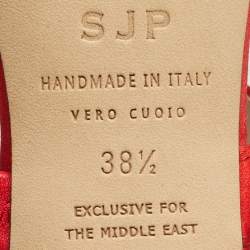 SJP
HANDMADE IN ITALY
VERO CUOIO
38½
EXCLUSIVE FOR
THE MIDDLE EAST